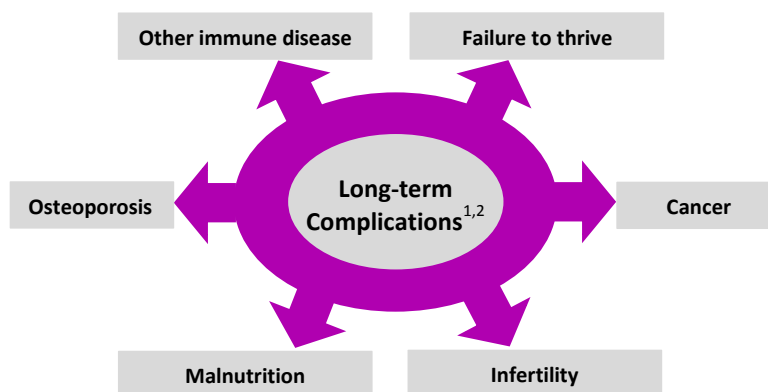 Other immune disease
Failure to thrive
Long-term
Complications1,2
Osteoporosis
Cancer
Malnutrition
Infertility